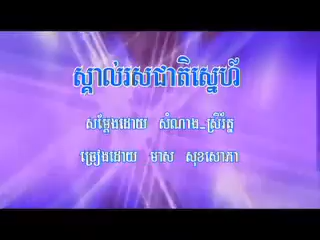 ស្គាល់រសជាតិស្នេហ៍
សម្តែងដោយ សំណាង_ស្រីរ័ត្ន
ច្រៀងដោយ មាស សុខសោភា